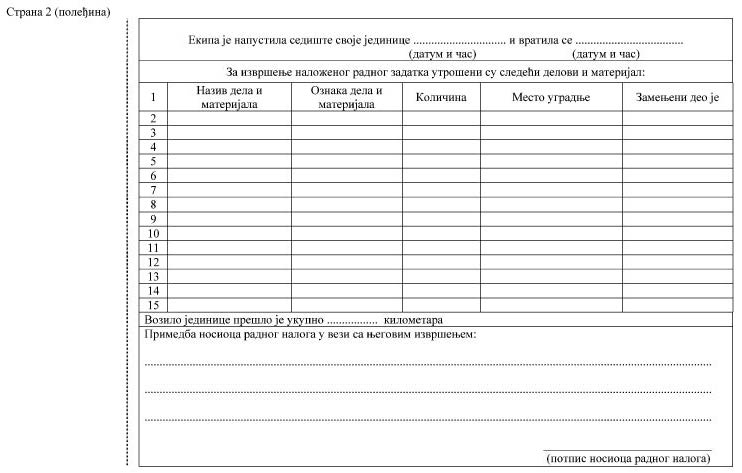 Страна 2 (полеђина)
Екипа је напустила седиште своје јединице ................................ и вратила се .....................................
(датум и час) (датум и час)
За извршење наложеног радног задатка утрошени су следећи делови и материјал:
1 Назив дела и материјала Ознака дела и материјала Количина Место уградње Замењени део је
2
3
4
5
6
7
8
9
10
11
12
13
14
15
Возило јединице прешло је укупно ................. километара
Примедба носиоца радног налога у вези са његовим извршењем:
(потпис носиоца радног налога)